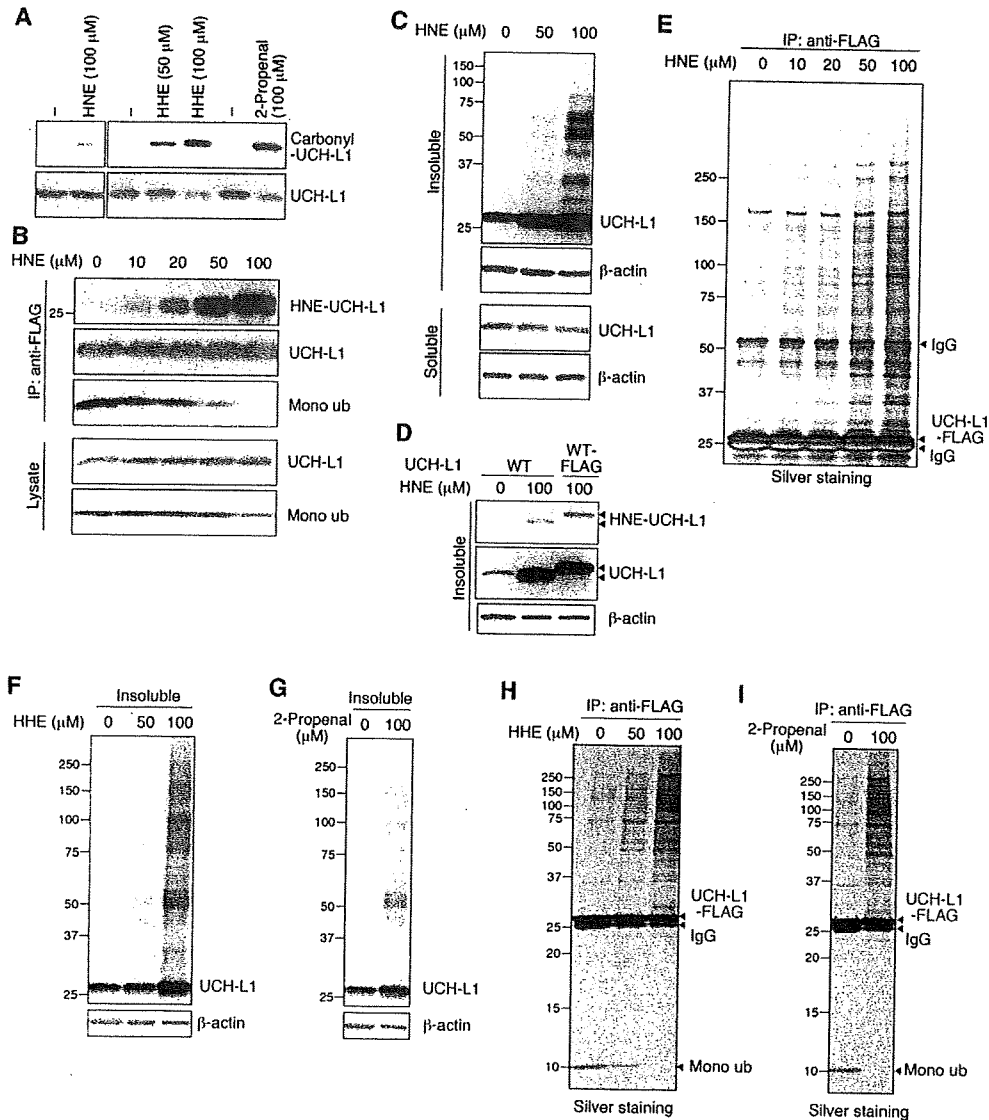 A
–
HNE (100 μM)
–
HHE (50 μM)
HHE (100 μM)
–
2-Propenal
(100 μM)
Carbonyl
-UCH-L1
UCH-L1
B
HNE (μM) 0 10 20 50 100
IP: anti-FLAG
25
HNE-UCH-L1
UCH-L1
Mono ub
Lysate
UCH-L1
Mono ub
C
HNE (μM) 0 50 100
Insoluble
150
100
75
50
37
25
UCH-L1
β-actin
Soluble
UCH-L1
β-actin
D
UCH-L1 WT WT-
FLAG
HNE (μM) 0 100 100
Insoluble
HNE-UCH-L1
UCH-L1
β-actin
E
IP: anti-FLAG
HNE (μM) 0 10 20 50 100
250
150
100
75
50
37
25
IgG
UCH-L1
-FLAG
IgG
Silver staining
F
Insoluble
HHE (μM) 0 50 100
250
150
100
75
50
37
25
UCH-L1
β-actin
G
Insoluble
2-Propenal 0 100
(μM)
250
150
100
75
50
37
25
UCH-L1
β-actin
H
IP: anti-FLAG
HHE (μM) 0 50 100
250
150
100
75
50
37
25
20
15
10
UCH-L1
-FLAG
IgG
Mono ub
Silver staining
I
IP: anti-FLAG
2-Propenal 0 100
(μM)
250
150
100
75
50
37
25
20
15
10
UCH-L1
-FLAG
IgG
Mono ub
Silver staining